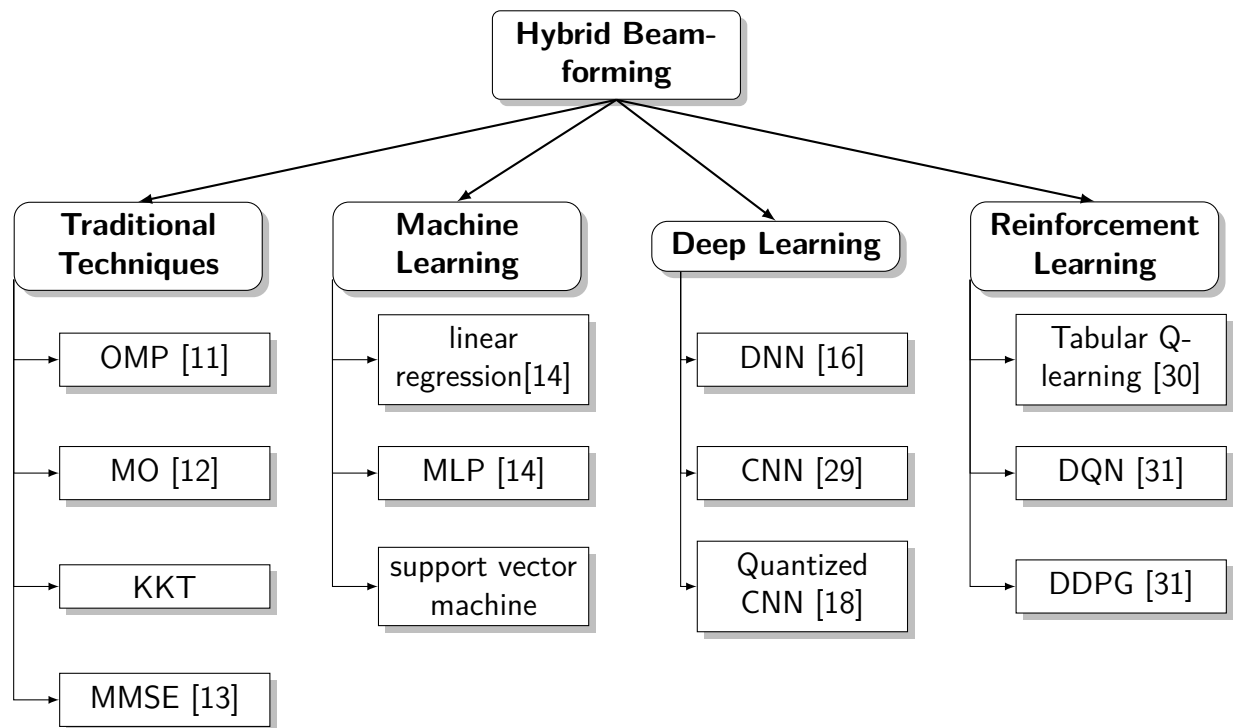 Hybrid Beam-
forming
Traditional
Techniques
Machine
Learning
Deep Learning
Reinforcement
Learning
OMP [11]
MO [12]
KKT
MMSE [13]
linear
regression[14]
MLP [14]
support vector
machine
DNN [16]
CNN [29]
Quantized
CNN [18]
Tabular Q-
learning [30]
DQN [31]
DDPG [31]